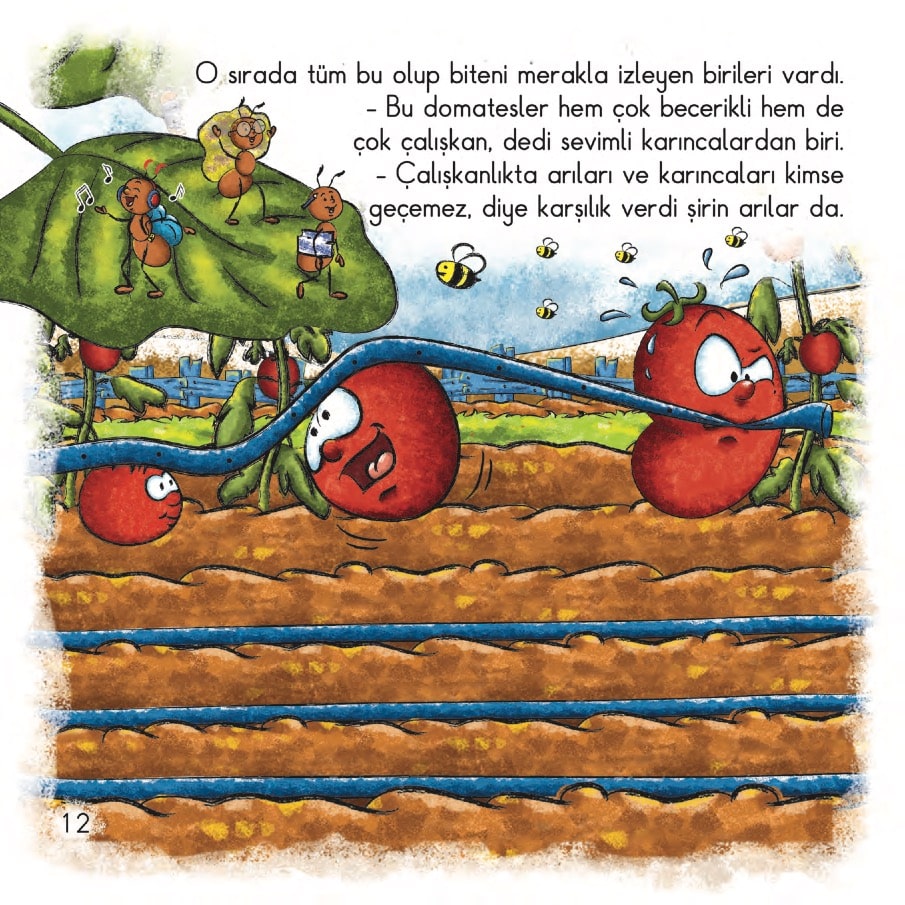 O sırada tüm bu olup biteni merakla izleyen birileri vardı.
– Bu domatesler hem çok becerikli hem de
çok çalışkan, dedi sevimli karıncalardan biri.
– Çalışkanlıkta arıları ve karıncaları kimse
geçemez, diye karşılık verdi şirin arılar da.
12